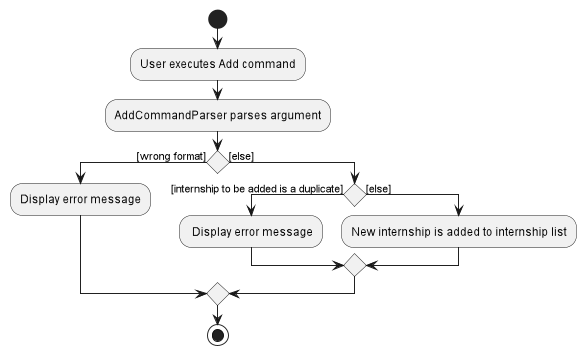 User executes Add command
AddCommandParser parses argument
[wrong format]
[else]
Display error message
[internship to be added is a duplicate]
[else]
Display error message
New internship is added to internship list